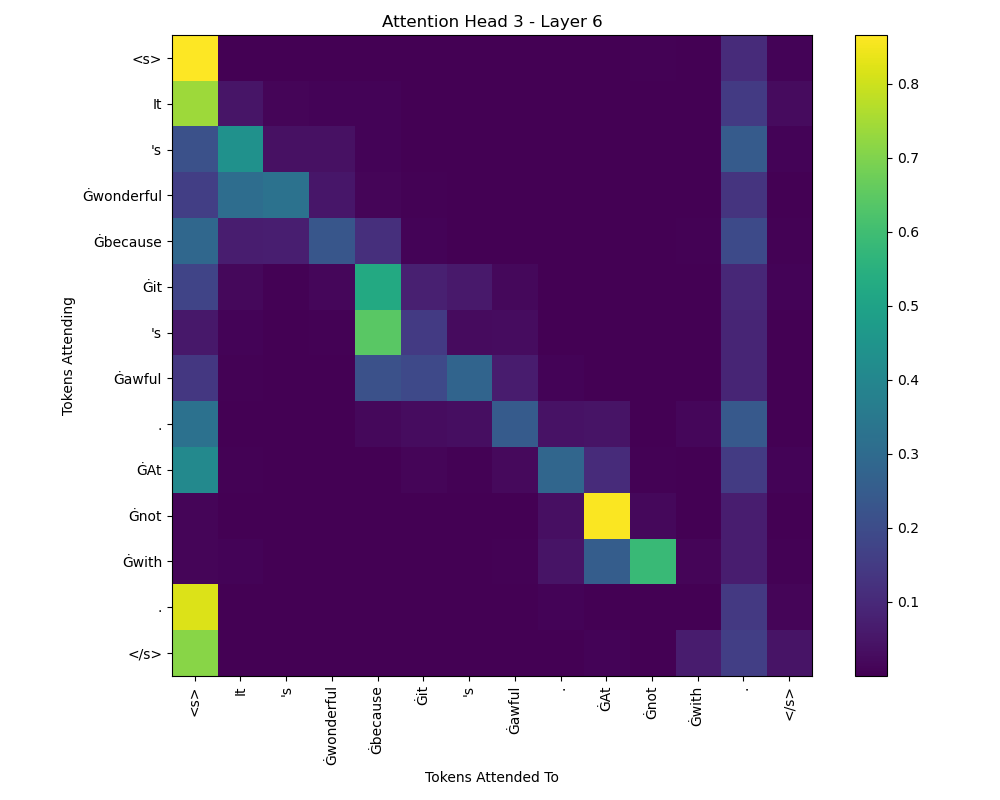 Attention Head 3 - Layer 6
<s>
It
's
Ġwonderful
Ġbecause
Ġit
's
Ġawful
.
ĠAt
Ġnot
Ġwith
.
</s>
Tokens Attending
<s>
It
's
Ġwonderful
Ġbecause
Ġit
's
Ġawful
.
ĠAt
Ġnot
Ġwith
.
</s>
Tokens Attended To
0.8
0.7
0.6
0.5
0.4
0.3
0.2
0.1